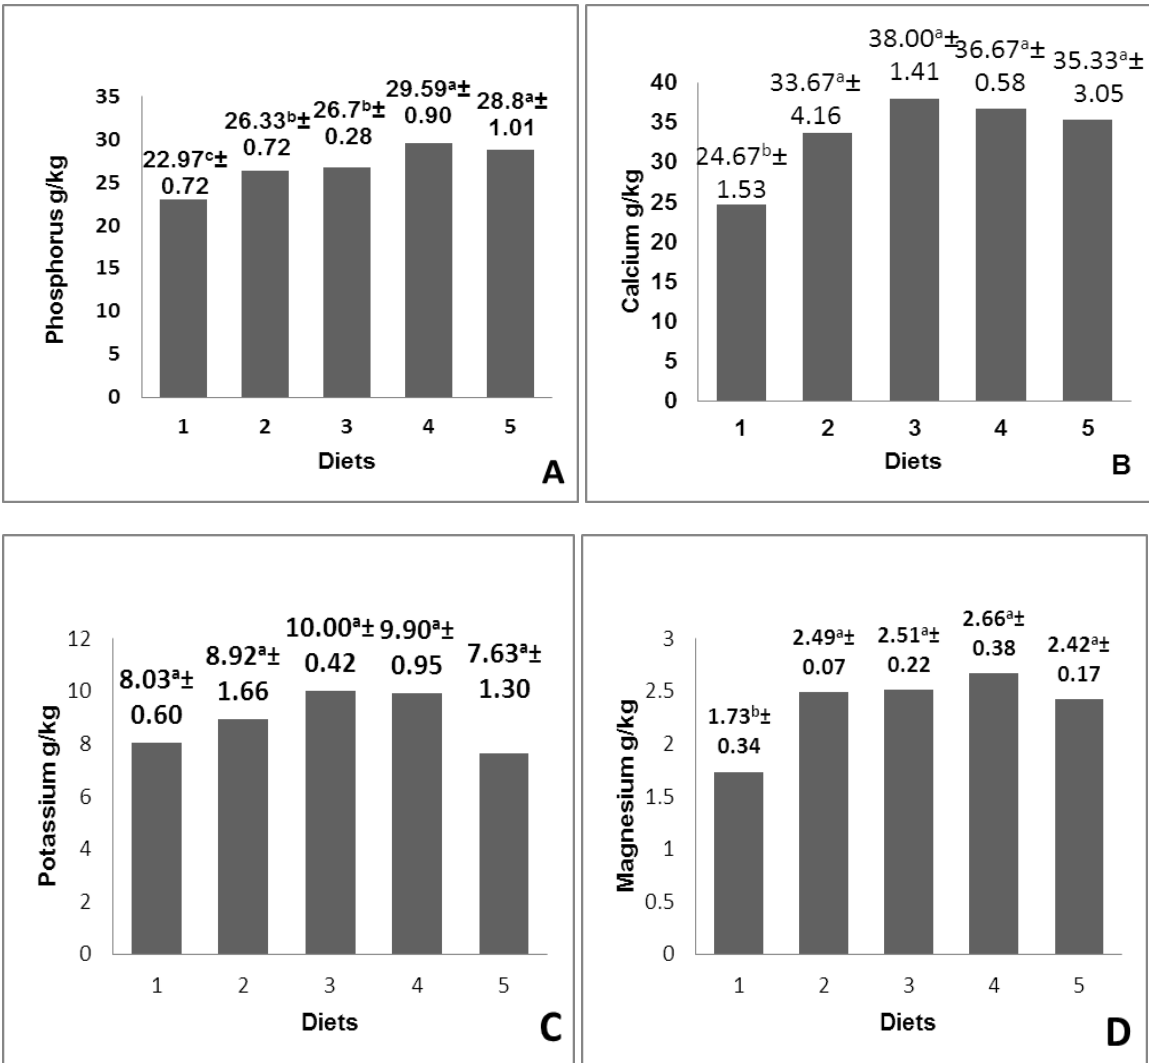 22.97ᶜ±
0.72
26.33ᵇ±
0.72
26.7ᵇ±
0.28
29.59ᵃ±
0.90
28.8ᵃ±
1.01
35
30
25
20
15
10
5
0
Phosphorus g/kg
1 2 3 4 5
Diets
A
24.67ᵇ±
1.53
33.67ᵃ±
4.16
38.00ᵃ±
1.41
36.67ᵃ±
0.58
35.33ᵃ±
3.05
40
35
30
25
20
15
10
5
0
Calcium g/kg
1 2 3 4 5
Diets
B
8.03ᵃ±
0.60
8.92ᵃ±
1.66
10.00ᵃ±
0.42
9.90ᵃ±
0.95
7.63ᵃ±
1.30
12
10
8
6
4
2
0
Potassium g/kg
1 2 3 4 5
Diets
C
1.73ᵇ±
0.34
2.49ᵃ±
0.07
2.51ᵃ±
0.22
2.66ᵃ±
0.38
2.42ᵃ±
0.17
3
2.5
2
1.5
1
0.5
0
Magnesium g/kg
1 2 3 4 5
Diets
D